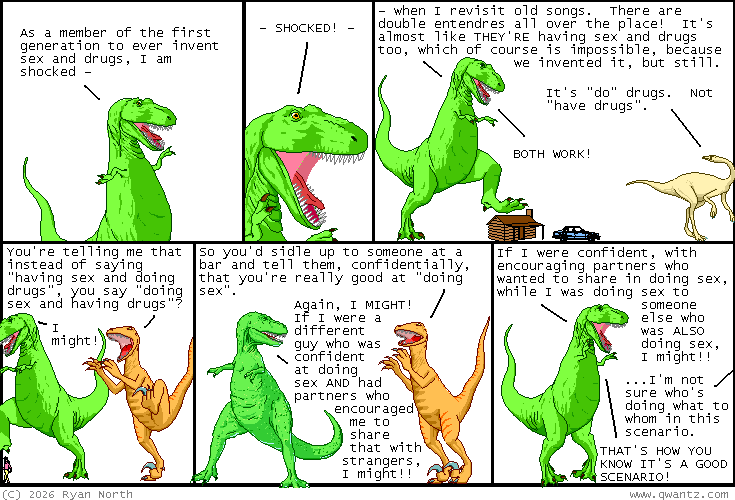 As a member of the first
generation to ever invent
sex and drugs, I am
shocked -
- SHOCKED! -
- when I revisit old songs.  There are
double entendres all over the place!  It's
almost like THEY'RE having sex and drugs
too, which of course is impossible, because
we invented it, but still.
It's "do" drugs.  Not
"have drugs".
BOTH WORK!
You're telling me that
instead of saying
"having sex and doing
drugs", you say "doing
sex and having drugs"?
I
might!
So you'd sidle up to someone at a
bar and tell them, confidentially,
that you're really good at "doing
sex".
Again, I MIGHT!
If I were a
different
guy who was
confident
at doing
sex AND had
partners who
encouraged
me to
share
that with
strangers,
I might!!
If I were confident, with
encouraging partners who
wanted to share in doing sex,
while I was doing sex to
someone
else who
was ALSO
doing sex,
I might!!
...I'm not
sure who's
doing what to
whom in this
scenario.
THAT'S HOW YOU
KNOW IT'S A GOOD
SCENARIO!
(C) 2026 Ryan North
www.qwantz.com